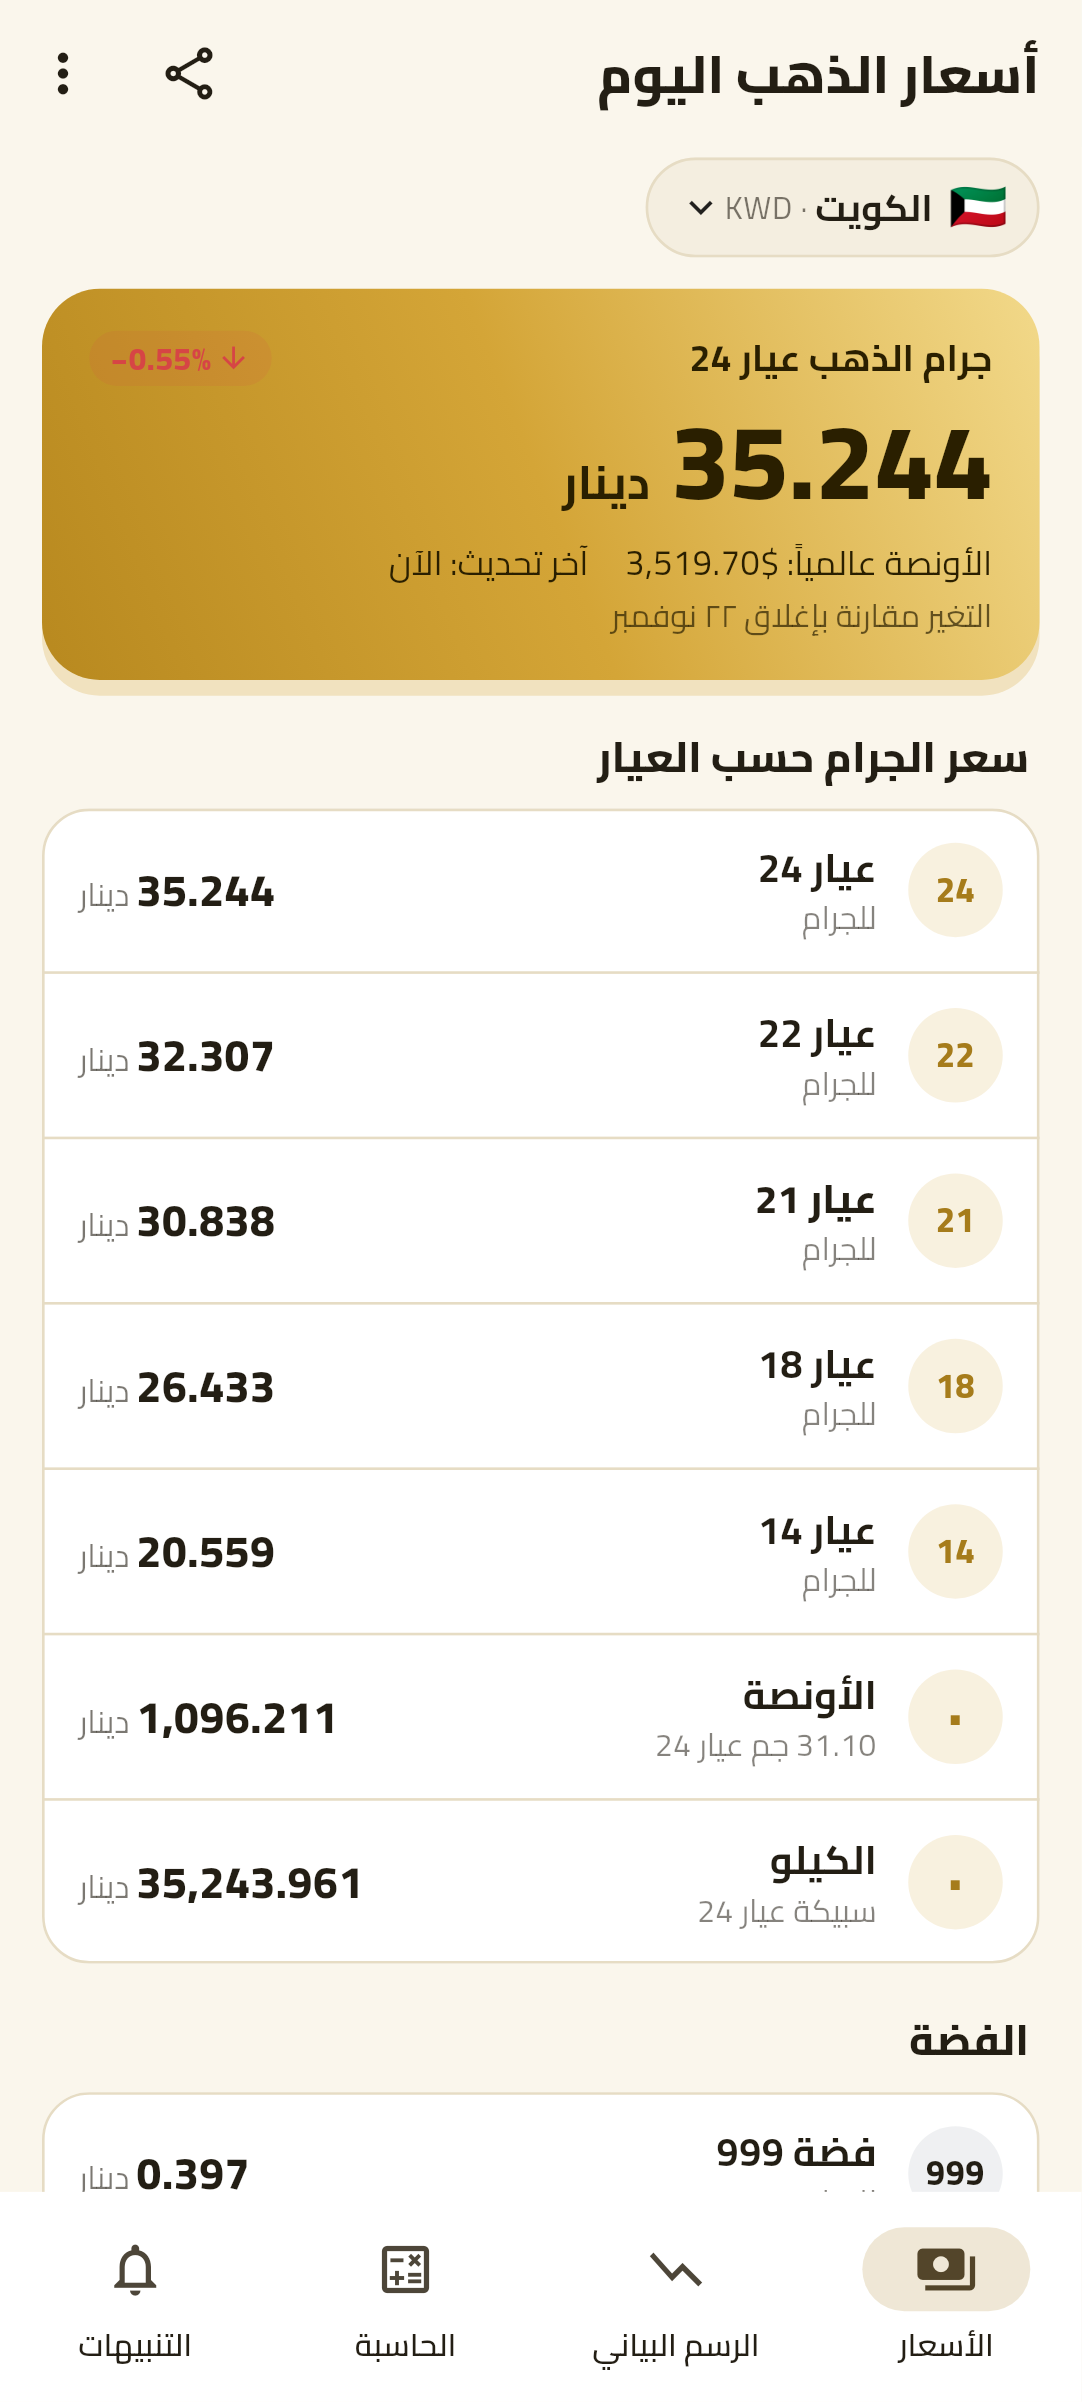 أسعار الذهب اليوم
الكويت · KWD
جرام الذهب عيار 24
−0.55%
35.244 دينار
الأونصة عالمياً: $3,519.70 آخر تحديث: الآن
التغير مقارنة بإغلاق ٢٢ نوفمبر
سعر الجرام حسب العيار
24
عيار 24
للجرام
35.244 دينار
22
عيار 22
للجرام
32.307 دينار
21
عيار 21
للجرام
30.838 دينار
18
عيار 18
للجرام
26.433 دينار
14
عيار 14
للجرام
20.559 دينار
الأونصة
31.10 جم عيار 24
1,096.211 دينار
الكيلو
سبيكة عيار 24
35,243.961 دينار
الفضة
999
فضة 999
0.397 دينار
الأسعار
الرسم البياني
الحاسبة
التنبيهات